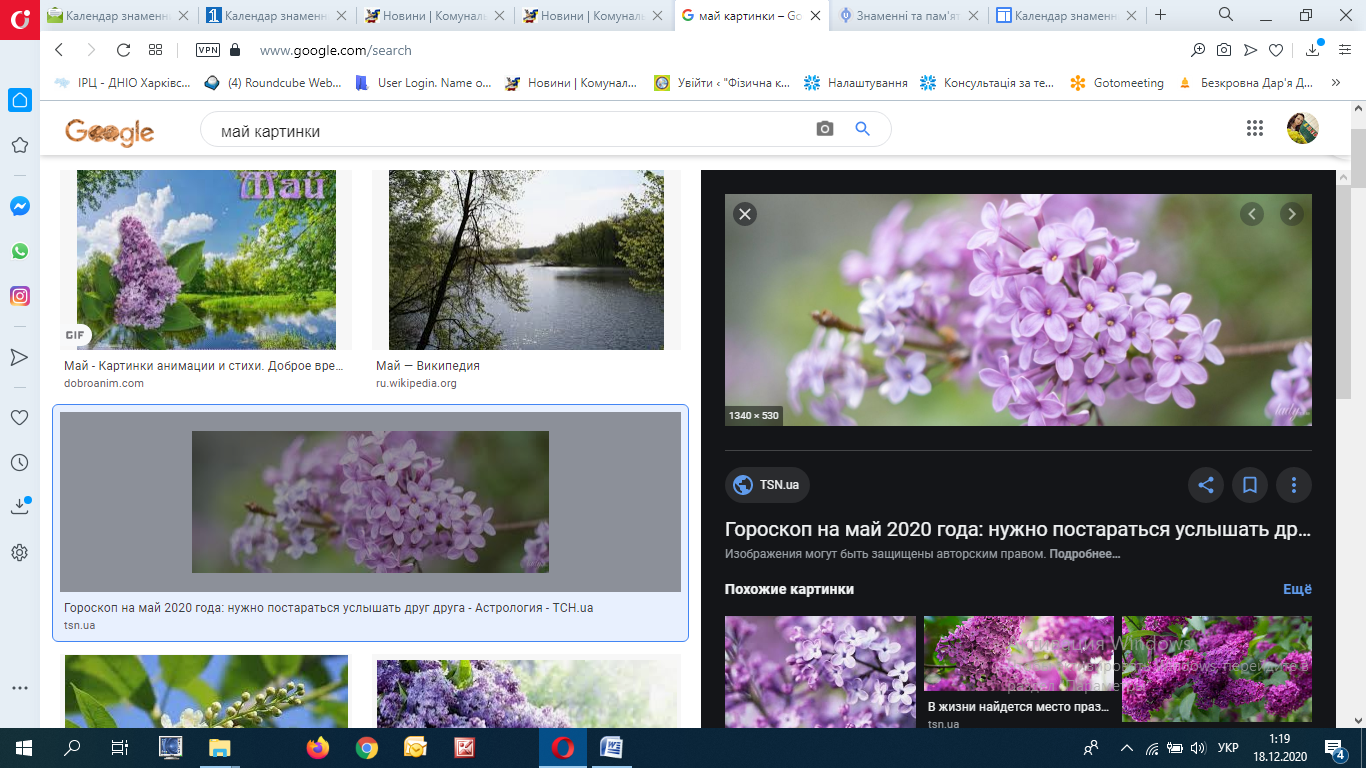 Календар знаменн
Календар знаменн
Новини | Комуналь
Новини | Комуналь
май картинки – Go
Знаменні та пам'ят
Календар знаменн
VPN
www.google.com/search
ІРЦ - ДНІО Харківс...
(4) Roundcube Web...
User Login. Name o...
Новини | Комунал...
Увійти ‹ "Фізична к...
Налаштування
Консультація за те...
Gotomeeting
Безкровна Дар'я Д...
»
Google
май картинки
Май
GIF
Май - Картинки анимации и стихи. Доброе вре...
dobroanim.com
Май — Википедия
ru.wikipedia.org
Гороскоп на май 2020 года: нужно постараться услышать друг друга - Астрология - ТСН.ua
tsn.ua
1340 × 530
TSN.ua
Гороскоп на май 2020 года: нужно постараться услышать др...
Изображения могут быть защищены авторским правом. Подробнее...
Похожие картинки
Ещё
Windows
перейдите в
В жизни найдется место праз...
tsn.ua
УКР
1:19
18.12.2020
4